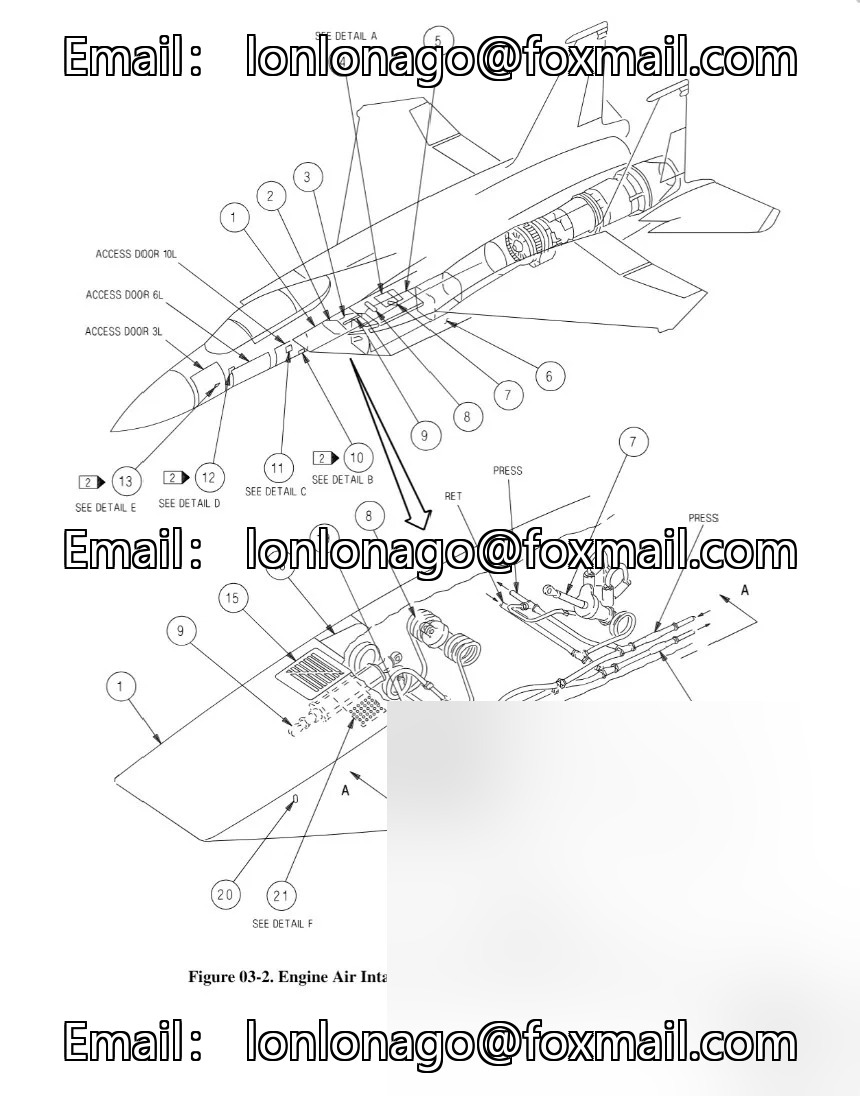 SEE DETAIL A
5
Email: lonlonago@foxmail.com
4
3
2
1
ACCESS DOOR 10L
ACCESS DOOR 6L
ACCESS DOOR 3L
6
7
8
9
2 10
SEE DETAIL B
2 13
SEE DETAIL E
2 12
SEE DETAIL D
11
SEE DETAIL C
7
PRESS
RET
8
PRESS
Email: lonlonago@foxmail.com
A
15
9
1
A
20
21
SEE DETAIL F
Figure 03-2. Engine Air
Email: lonlonago@foxmail.com